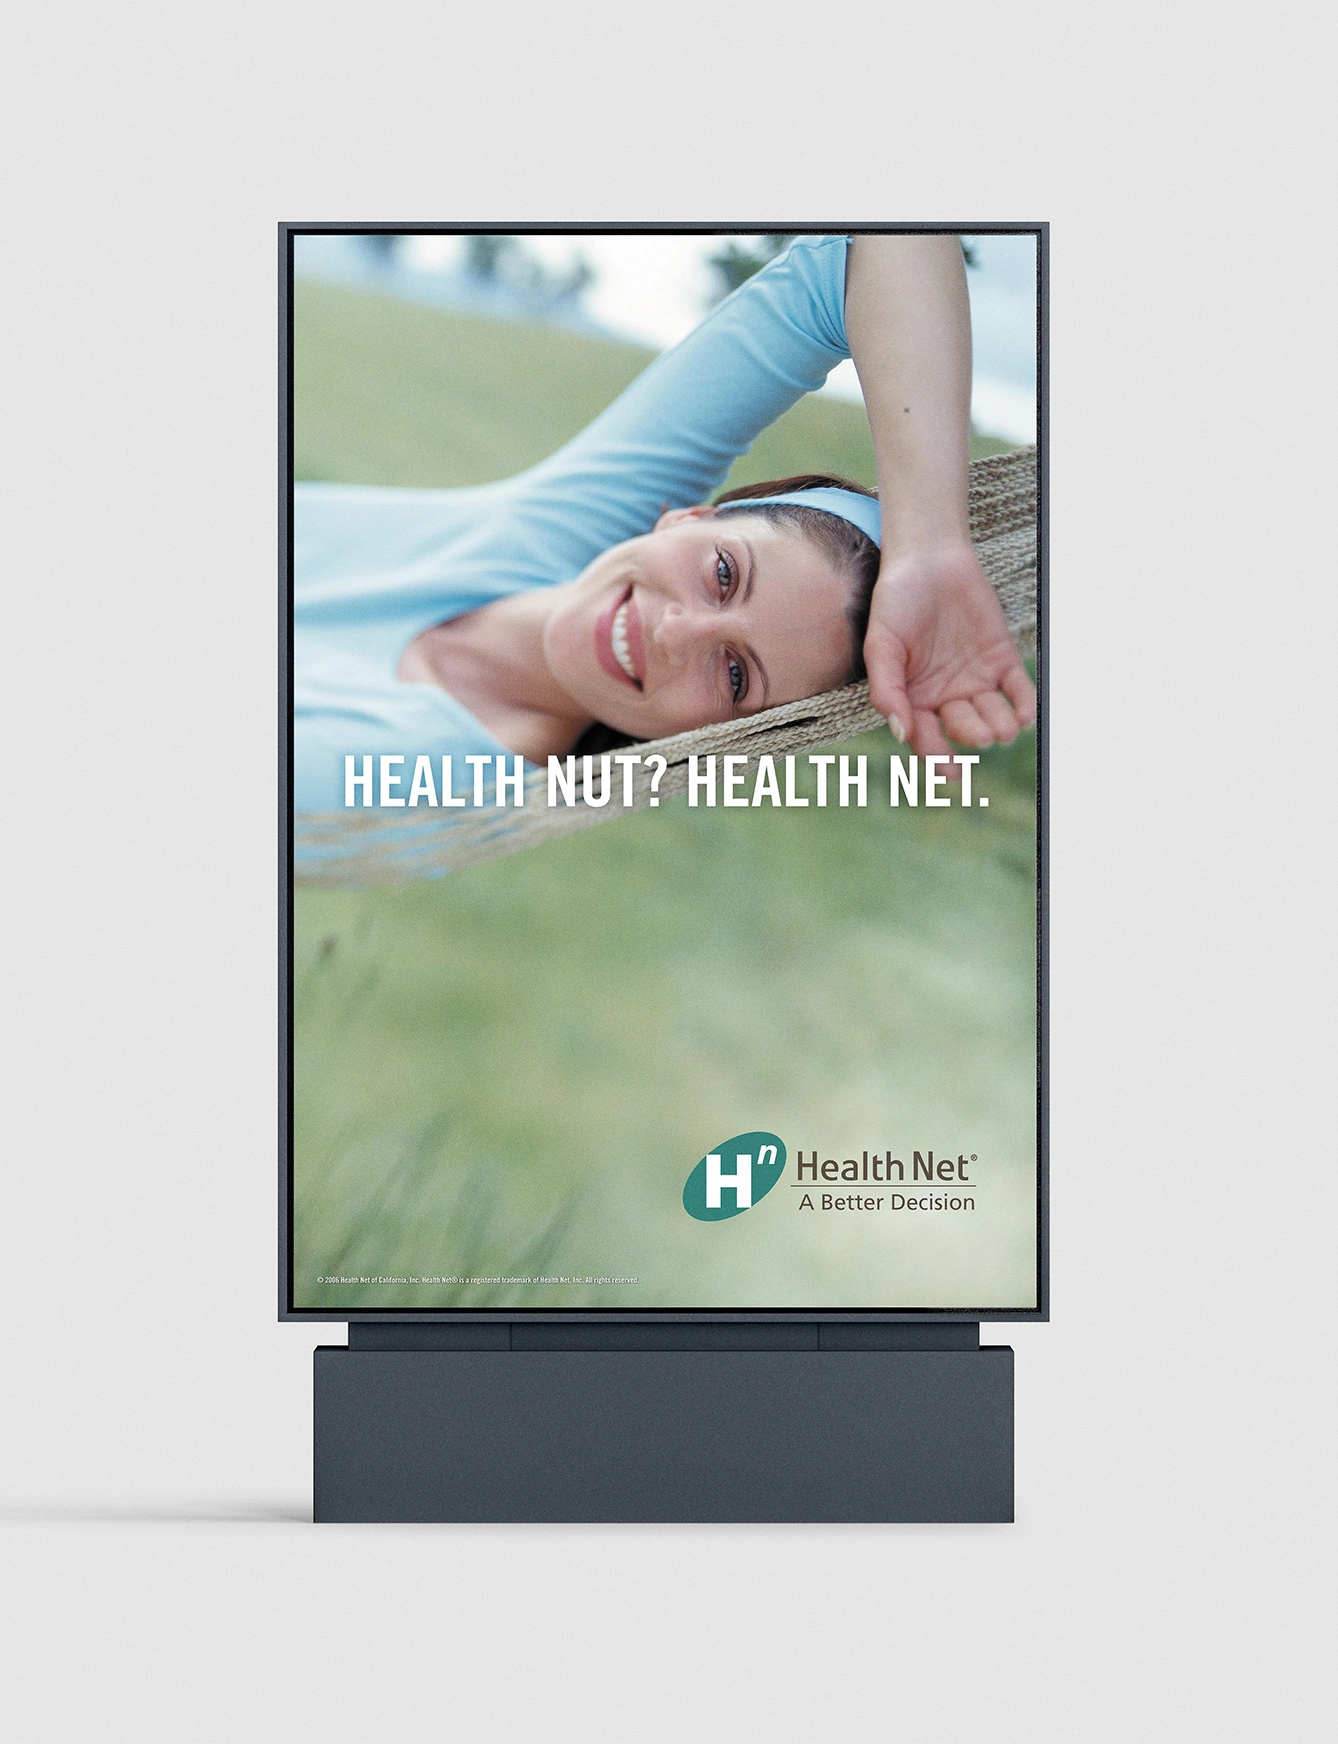 HEALTH NUT? HEALTH NET.
Hn Health Net®
A Better Decision
© 2006 Health Net of California, Inc. Health Net® is a registered trademark of Health Net, Inc. All rights reserved.